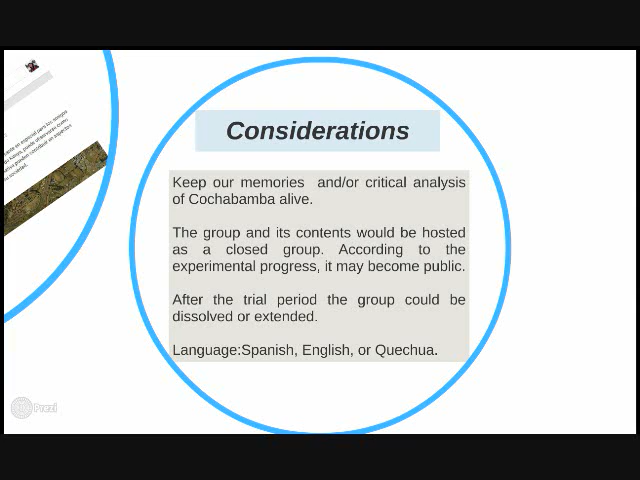 Considerations
Keep our memories and/or critical analysis
of Cochabamba alive.
The group and its contents would be hosted
as a closed group. According to the
experimental progress, it may become public.
After the trial period the group could be
dissolved or extended.
Language:Spanish, English, or Quechua.
Prezi